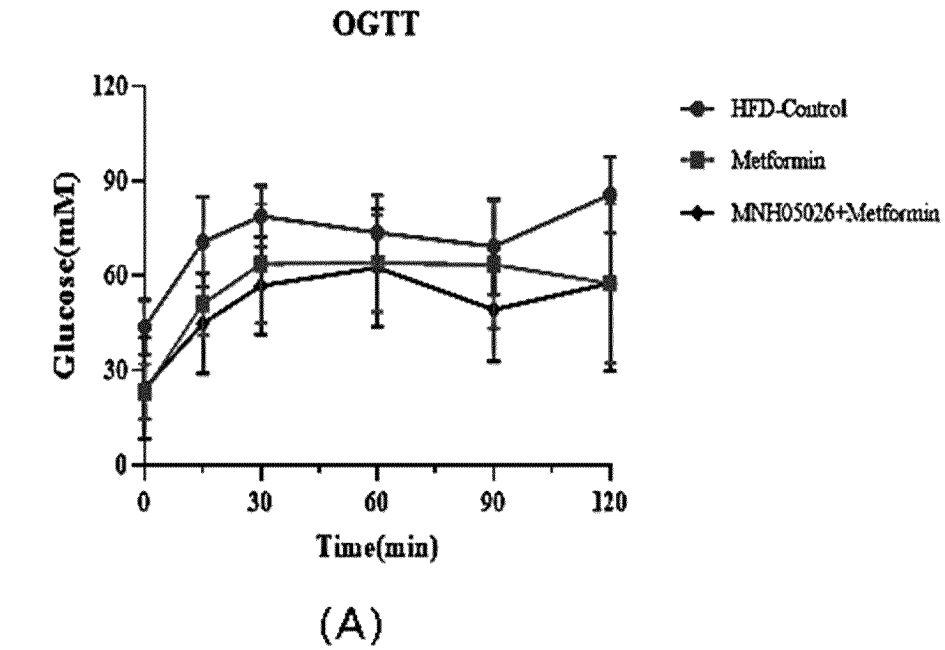 OGTT
120
90
60
30
0
Glucose(mM)
0 30 60 90 120
Time(min)
HFD-Control
Metformin
MNH05026+Metformin
(A)